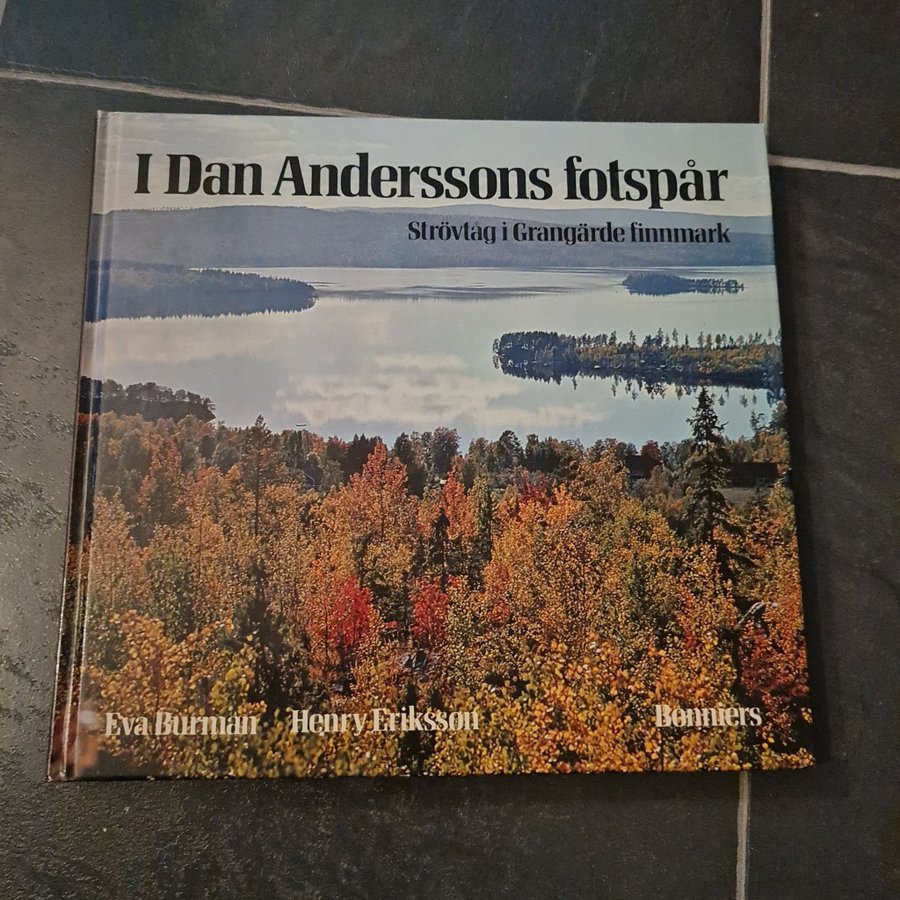 I Dan Anderssons fotspår
Strövtåg i Grangärde finnmark
Eva Burman Henry Eriksson Bonniers